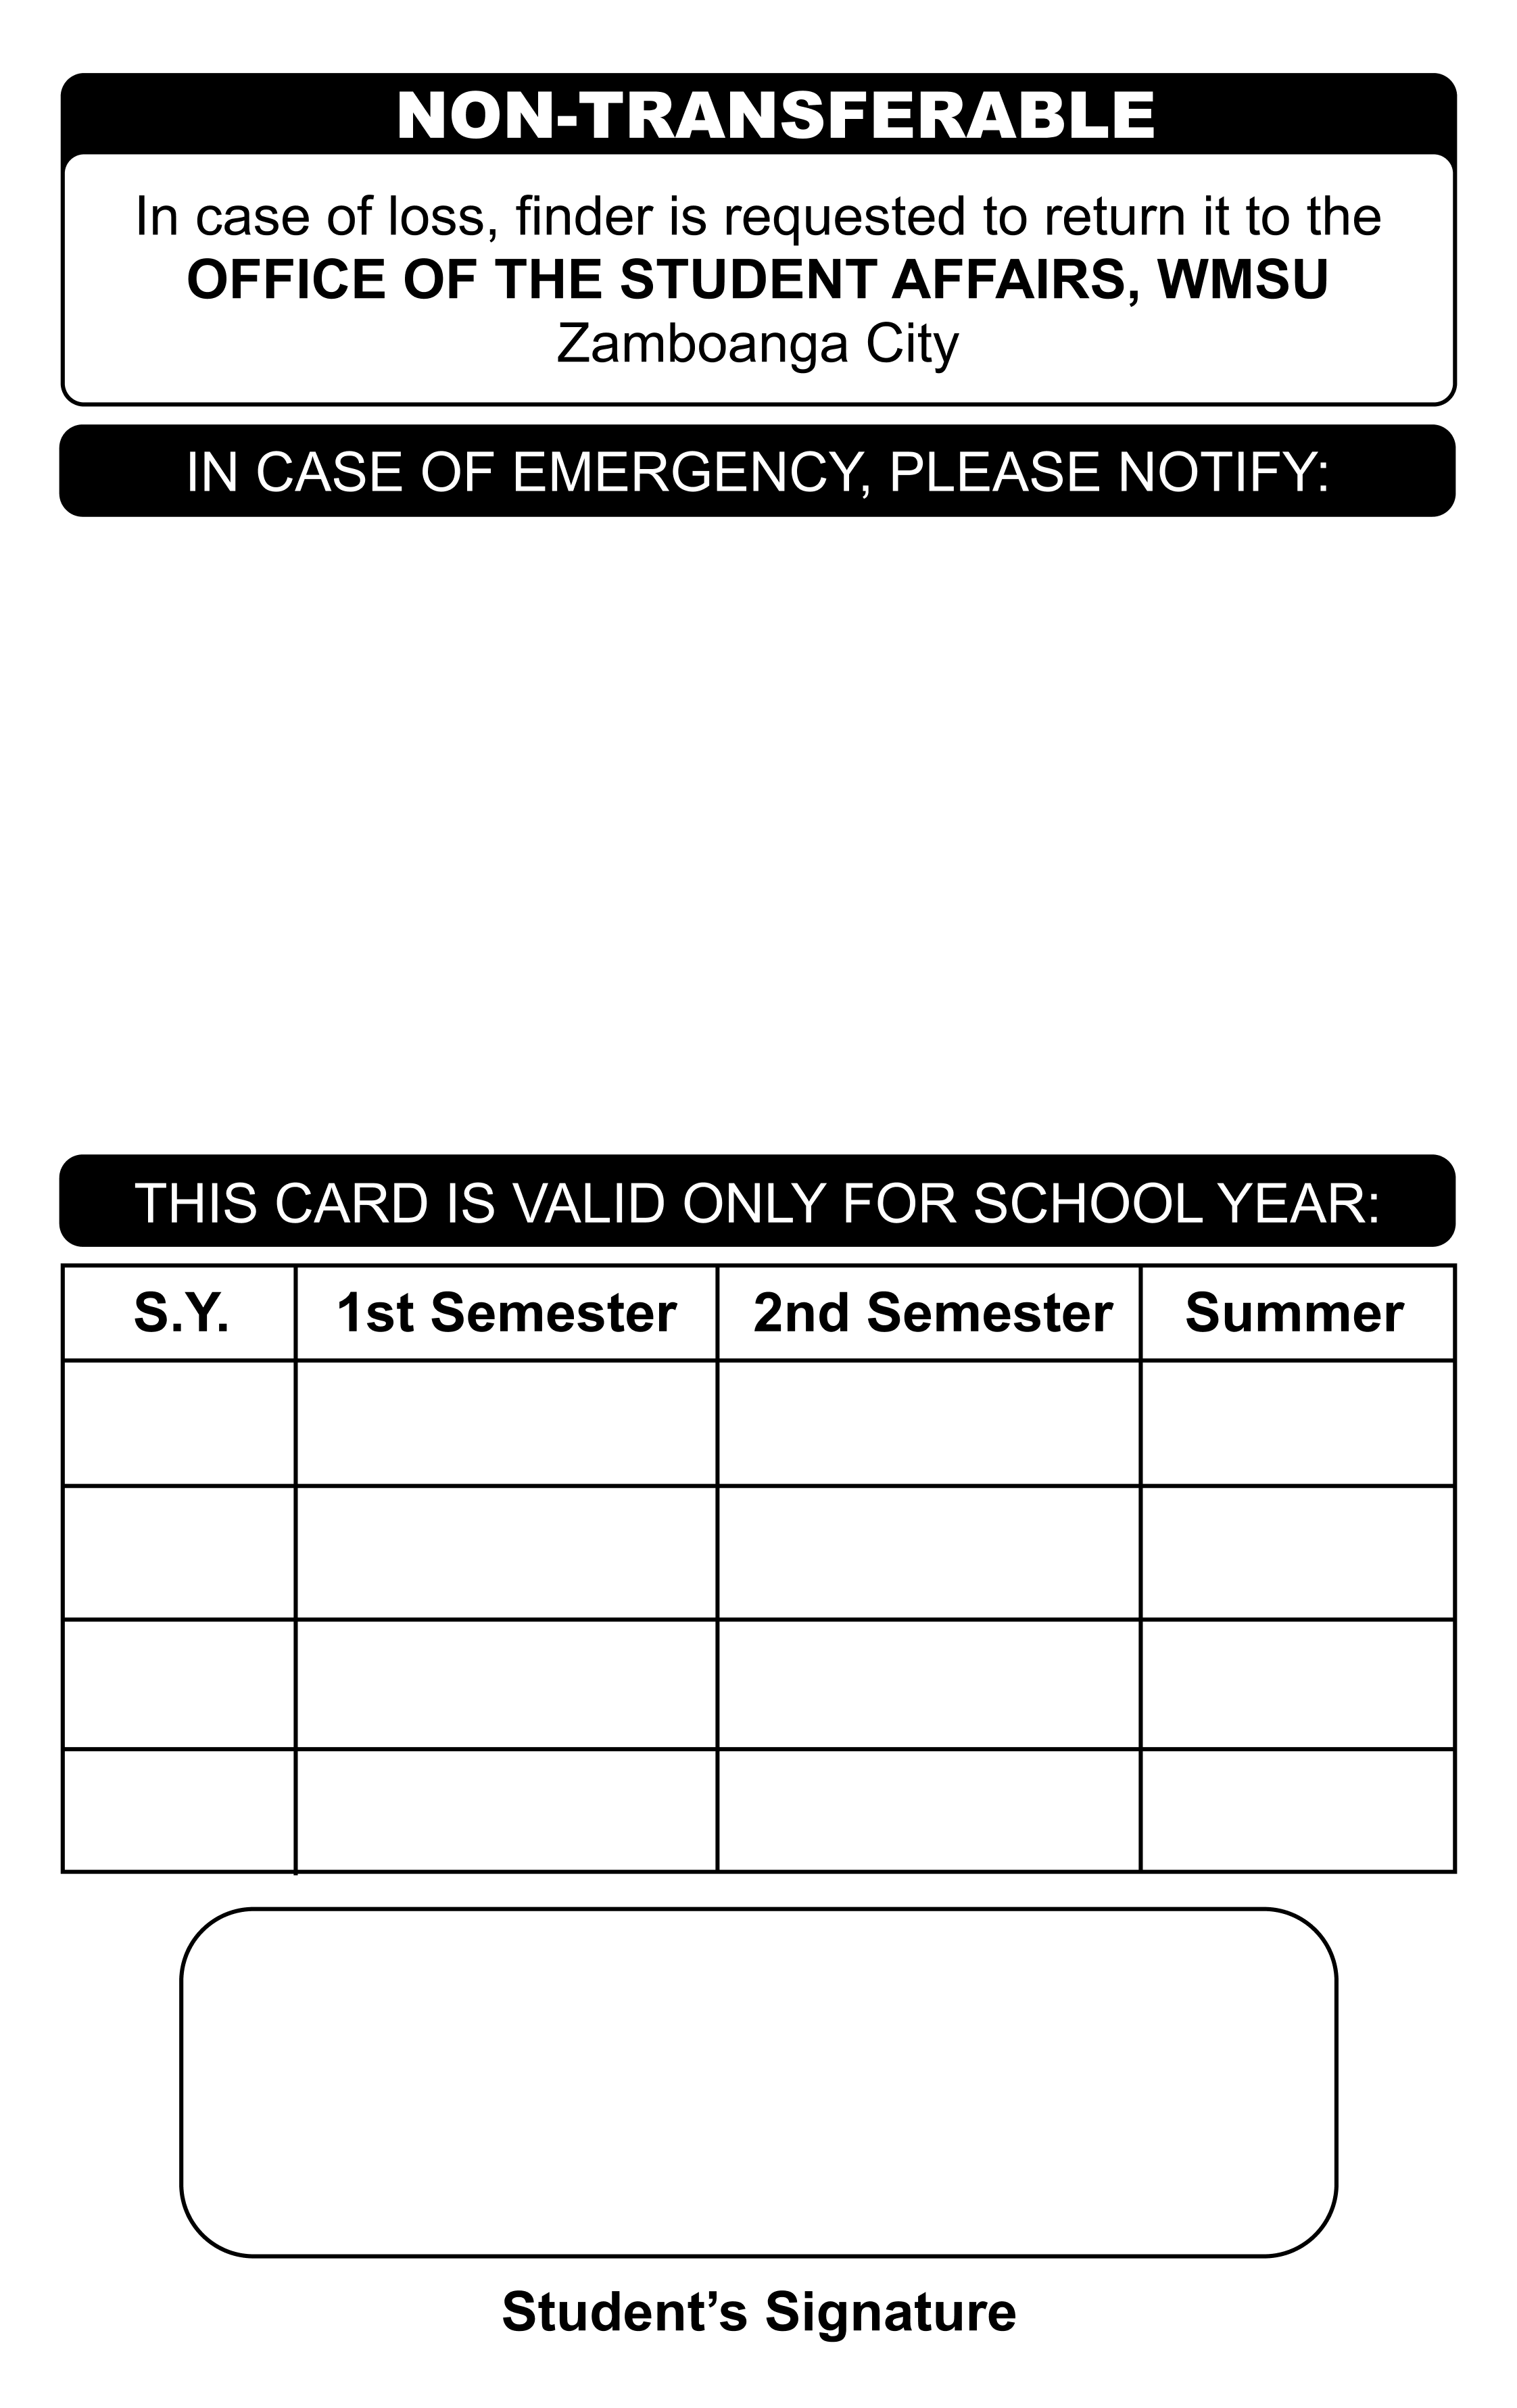 NON-TRANSFERABLE
In case of loss, finder is requested to return it to the
OFFICE OF THE STUDENT AFFAIRS, WMSU
Zamboanga City
IN CASE OF EMERGENCY, PLEASE NOTIFY:
THIS CARD IS VALID ONLY FOR SCHOOL YEAR:
S.Y. 1st Semester 2nd Semester Summer
Student’s Signature